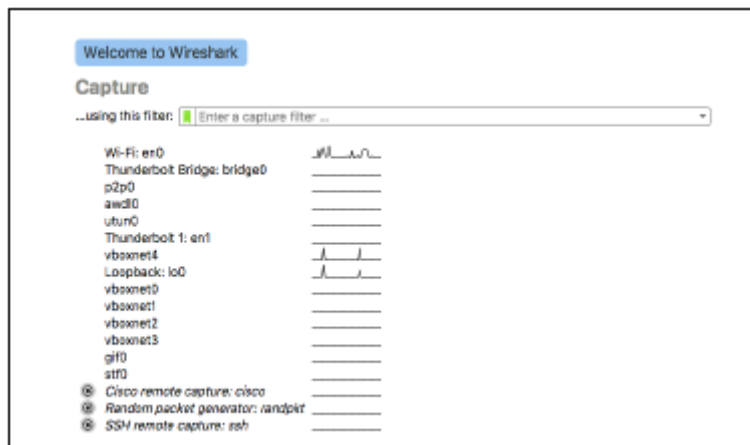 Welcome to Wireshark
Capture
...using this filter: Enter a capture filter ...
Wi-Fi: en0
Thunderbolt Bridge: bridge0
p2p0
awdl0
utun0
Thunderbolt 1: en1
vboxnet4
Loopback: lo0
vboxnet0
vboxnet1
vboxnet2
vboxnet3
gif0
stf0
Cisco remote capture: cisco
Random packet generator: randpkt
SSH remote capture: ssh